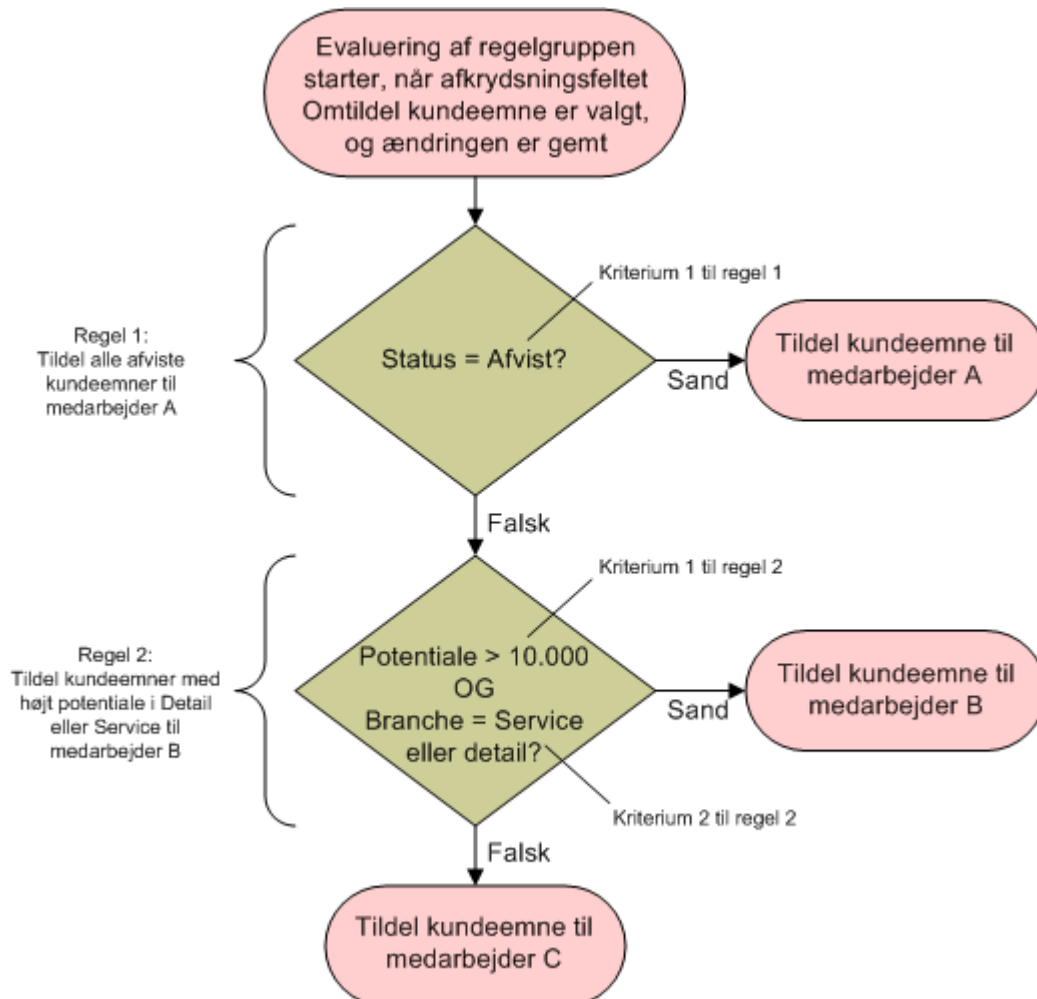 Evaluering af regelgruppen
starter, når afkrydsningsfeltet
Omtildel kundeemne er valgt,
og ændringen er gemt
Kriterium 1 til regel 1
Regel 1:
Tildel alle afviste
kundeemner til
medarbejder A
Status = Afvist?
Sand
Tildel kundeemne til
medarbejder A
Falsk
Kriterium 1 til regel 2
Regel 2:
Tildel kundeemner med
højt potentiale i Detail
eller Service til
medarbejder B
Potentiale > 10.000
OG
Branche = Service
eller detail?
Sand
Tildel kundeemne til
medarbejder B
Kriterium 2 til regel 2
Falsk
Tildel kundeemne til
medarbejder C